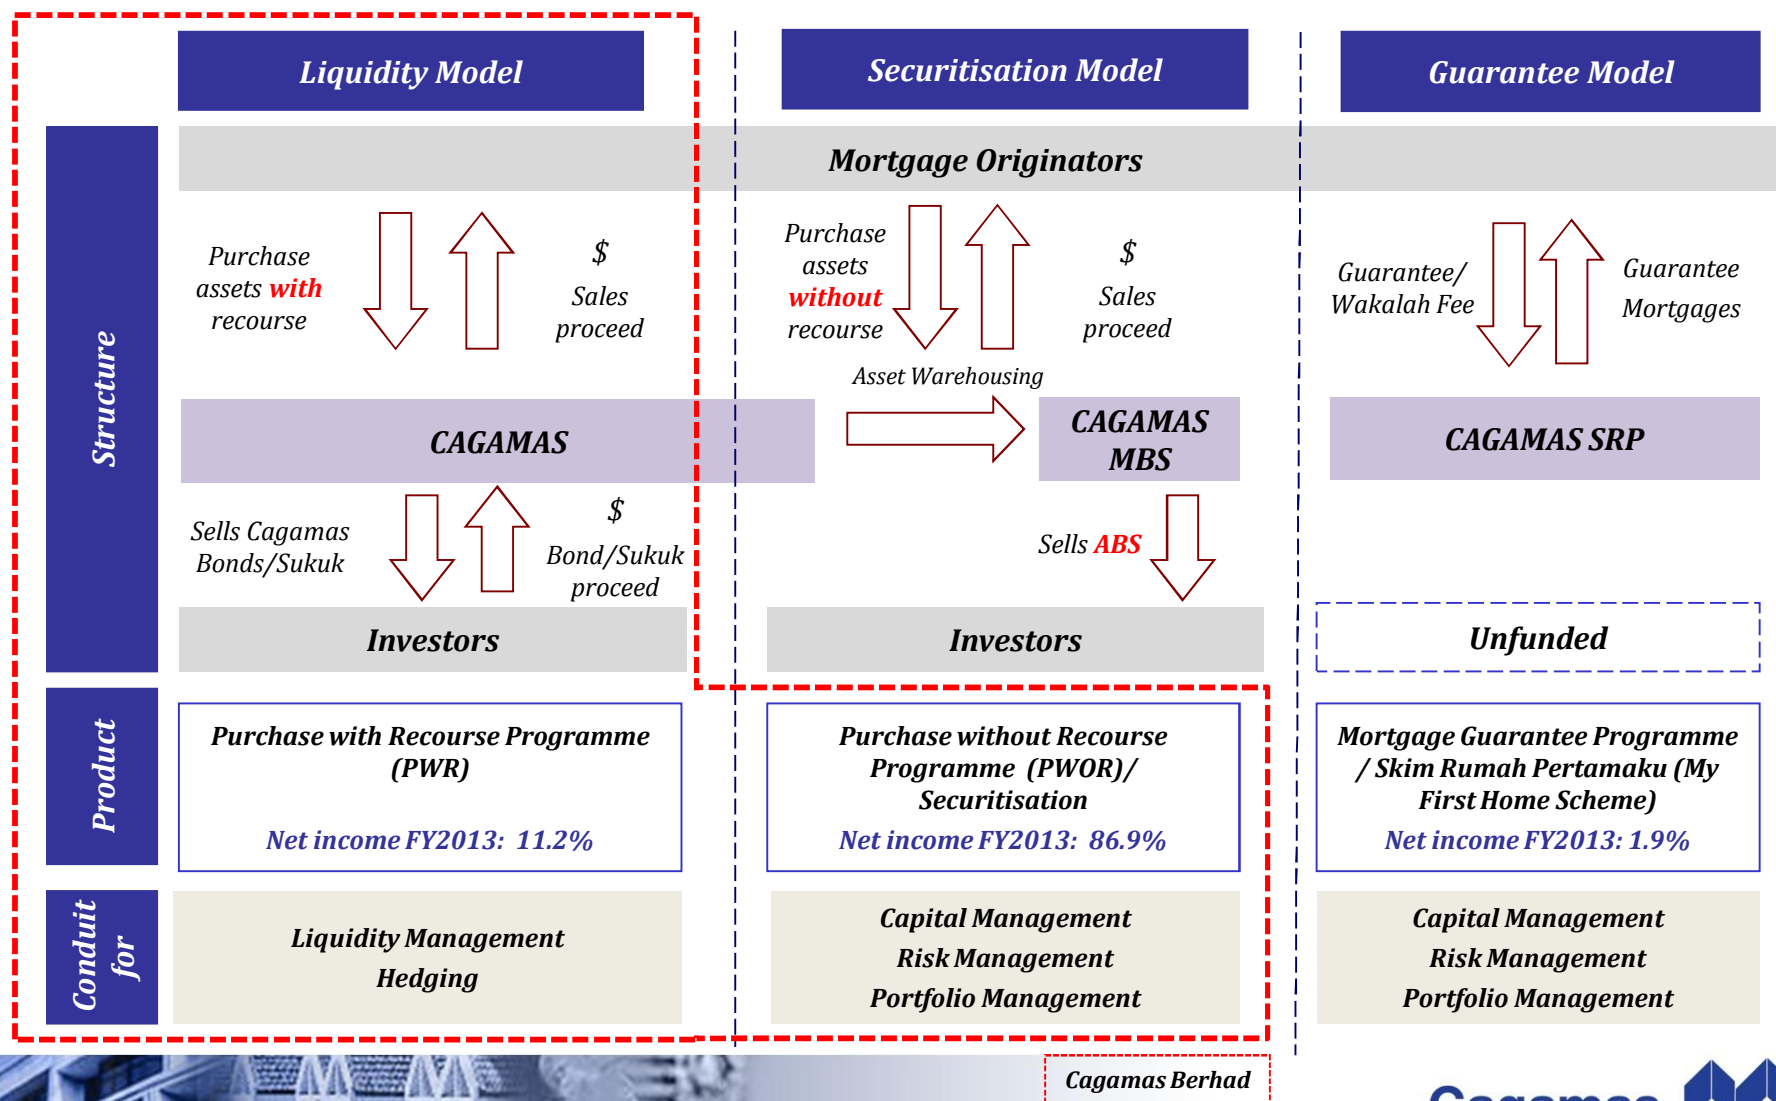 Liquidity Model
Securitisation Model
Guarantee Model
Structure
Mortgage Originators
Purchase
assets with
recourse
$
Sales
proceed
Purchase
assets
without
recourse
$
Sales
proceed
Guarantee/
Wakalah Fee
Guarantee
Mortgages
Asset Warehousing
CAGAMAS
CAGAMAS
MBS
CAGAMAS SRP
Sells Cagamas
Bonds/Sukuk
$
Bond/Sukuk
proceed
Sells ABS
Investors
Investors
Unfunded
Product
Purchase with Recourse Programme
(PWR)
Net income FY2013: 11.2%
Purchase without Recourse
Programme (PWOR)/
Securitisation
Net income FY2013: 86.9%
Mortgage Guarantee Programme
/ Skim Rumah Pertamaku (My
First Home Scheme)
Net income FY2013: 1.9%
Conduit
for
Liquidity Management
Hedging
Capital Management
Risk Management
Portfolio Management
Capital Management
Risk Management
Portfolio Management
Cagamas Berhad
Cagamas